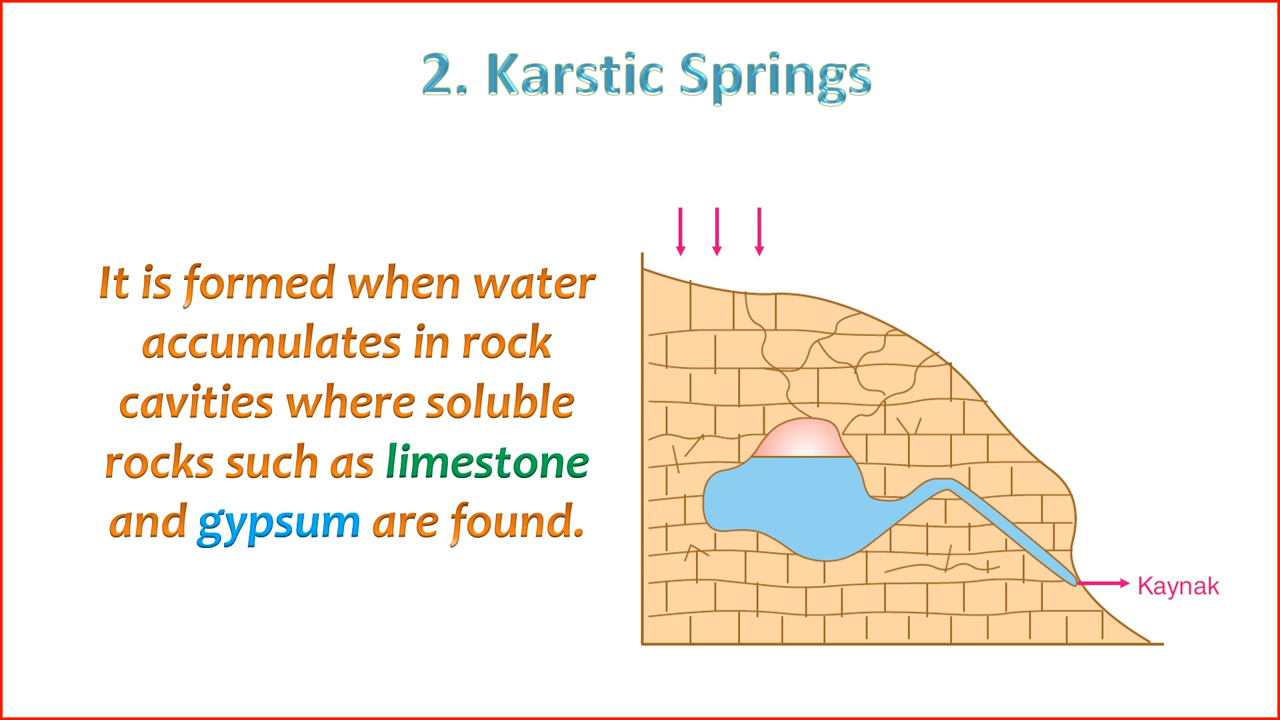 2. Karstic Springs
It is formed when water
accumulates in rock
cavities where soluble
rocks such as limestone
and gypsum are found.
Kaynak